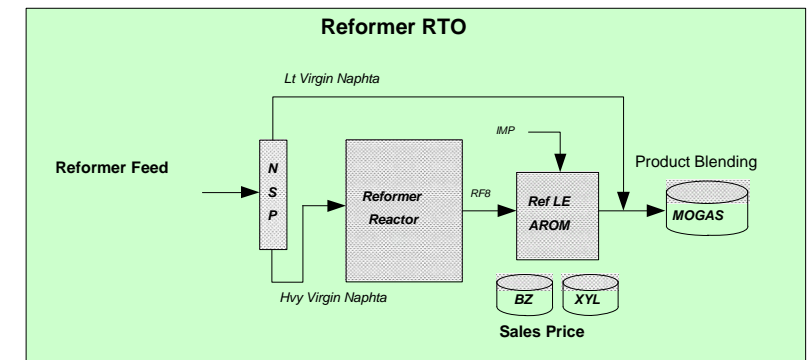 Reformer RTO
Lt Virgin Naphta
IMP
Product Blending
Reformer Feed
N
S
P
Reformer
Reactor
RF8
Ref LE
AROM
MOGAS
Hvy Virgin Naphta
BZ
XYL
Sales Price